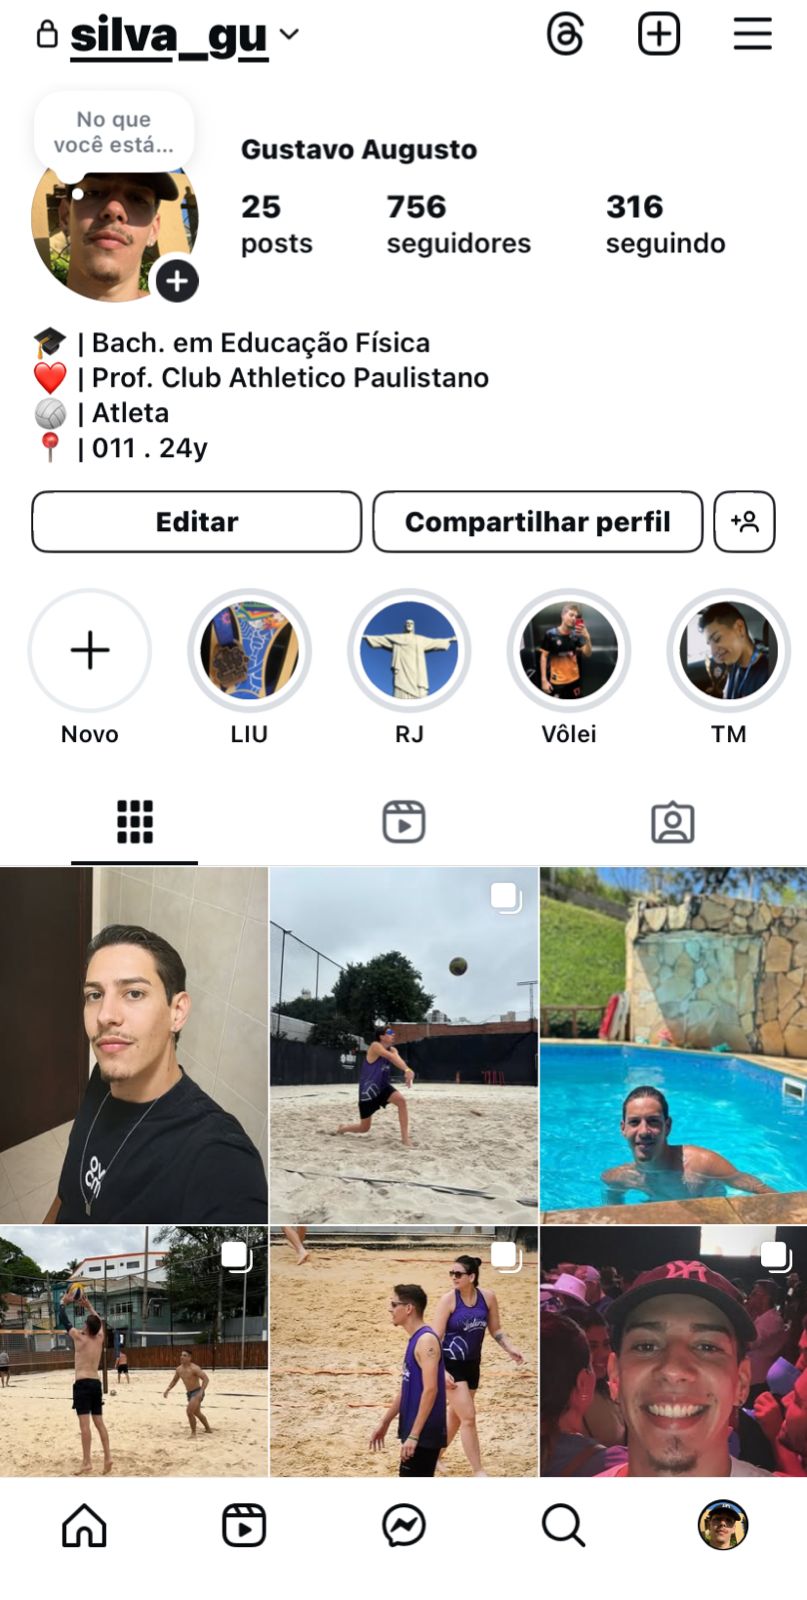 silva_gu
No que
você está...
Gustavo Augusto
25 756 316
posts seguidores seguindo
🎓 | Bach. em Educação Física
❤️ | Prof. Club Athletico Paulistano
🏐 | Atleta
📍 | 011 . 24y
Editar Compartilhar perfil
Novo LIU RJ Vôlei TM